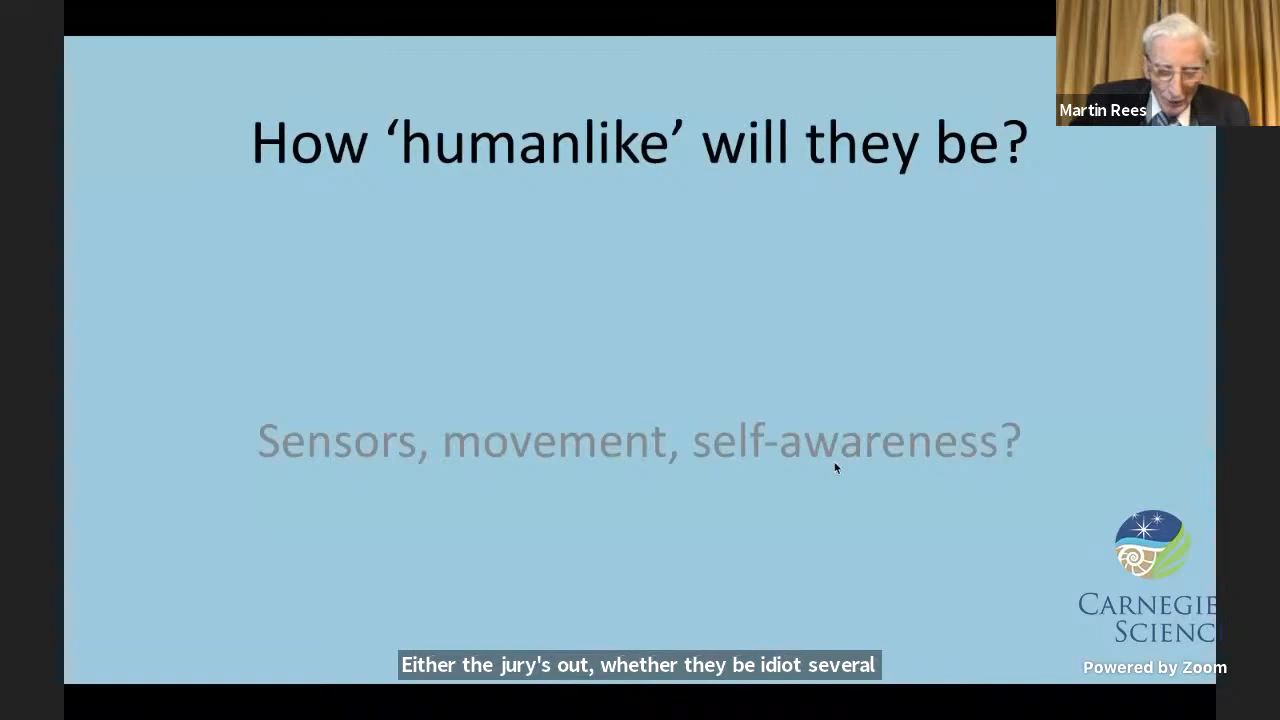 Martin Rees
How ‘humanlike’ will they be?
Sensors, movement, self-awareness?
CARNEGIE
SCIENC
Either the jury's out, whether they be idiot several
Powered by Zoom